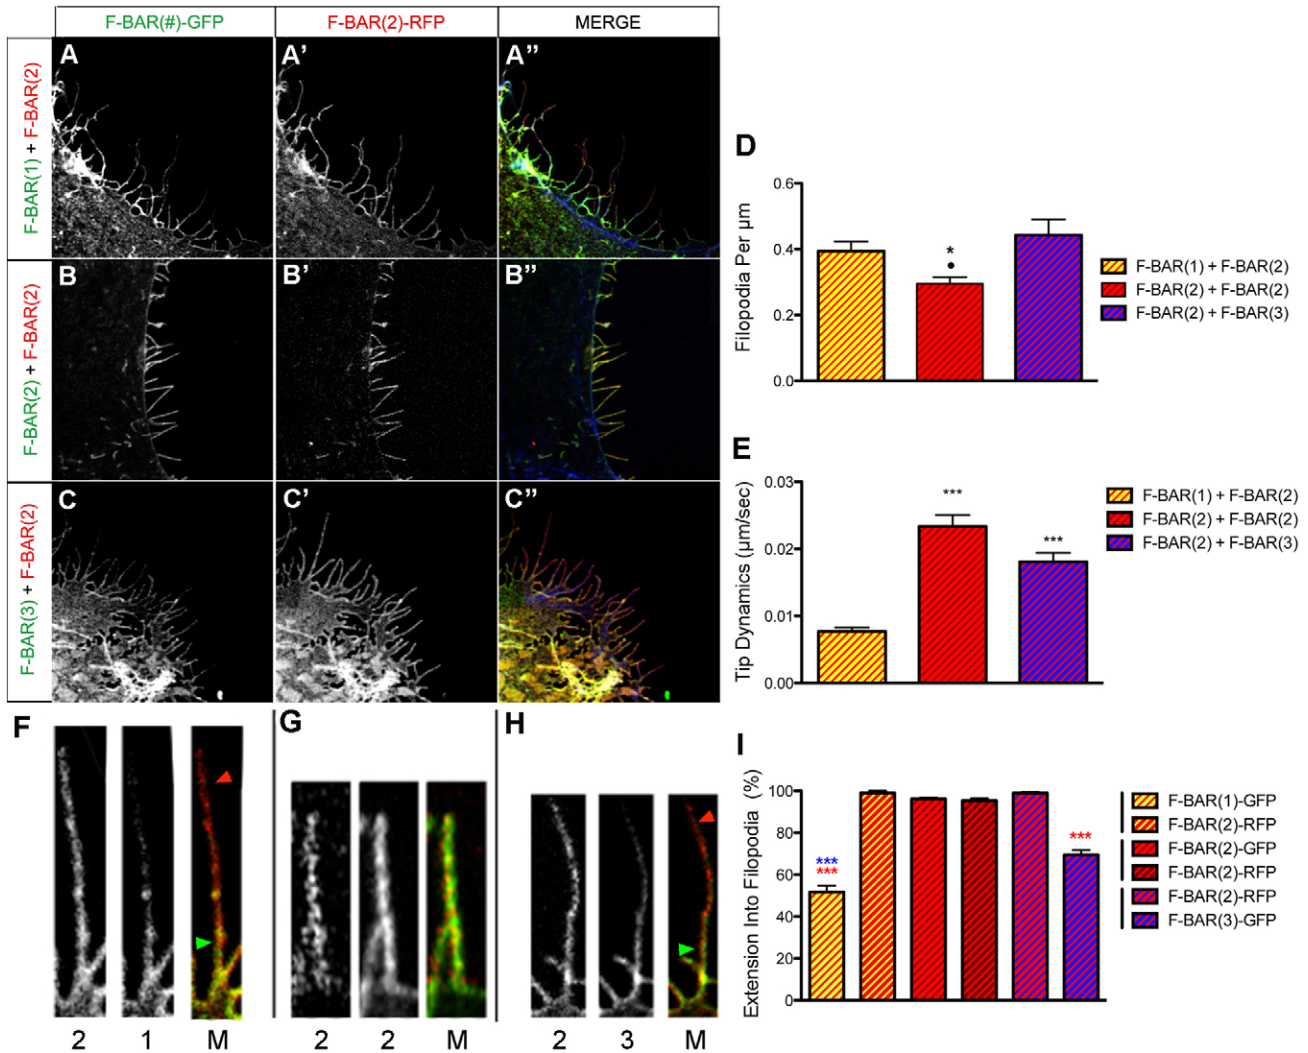 F-BAR(#)-GFP F-BAR(2)-RFP MERGE
F-BAR(1) + F-BAR(2)
A A' A"
F-BAR(2) + F-BAR(2)
B B' B"
F-BAR(3) + F-BAR(2)
C C' C"
D
Filopodia Per µm
0.6
0.4
0.2
0.0
*
•
F-BAR(1) + F-BAR(2)
F-BAR(2) + F-BAR(2)
F-BAR(2) + F-BAR(3)
E
Tip Dynamics (µm/sec)
0.03
0.02
0.01
0.00
***
***
F-BAR(1) + F-BAR(2)
F-BAR(2) + F-BAR(2)
F-BAR(2) + F-BAR(3)
F
2 1 M
G
2 2 M
H
2 3 M
I
Extension Into Filopodia (%)
100
80
60
40
20
0
***
***
***
F-BAR(1)-GFP
F-BAR(2)-RFP
F-BAR(2)-GFP
F-BAR(2)-RFP
F-BAR(2)-RFP
F-BAR(3)-GFP